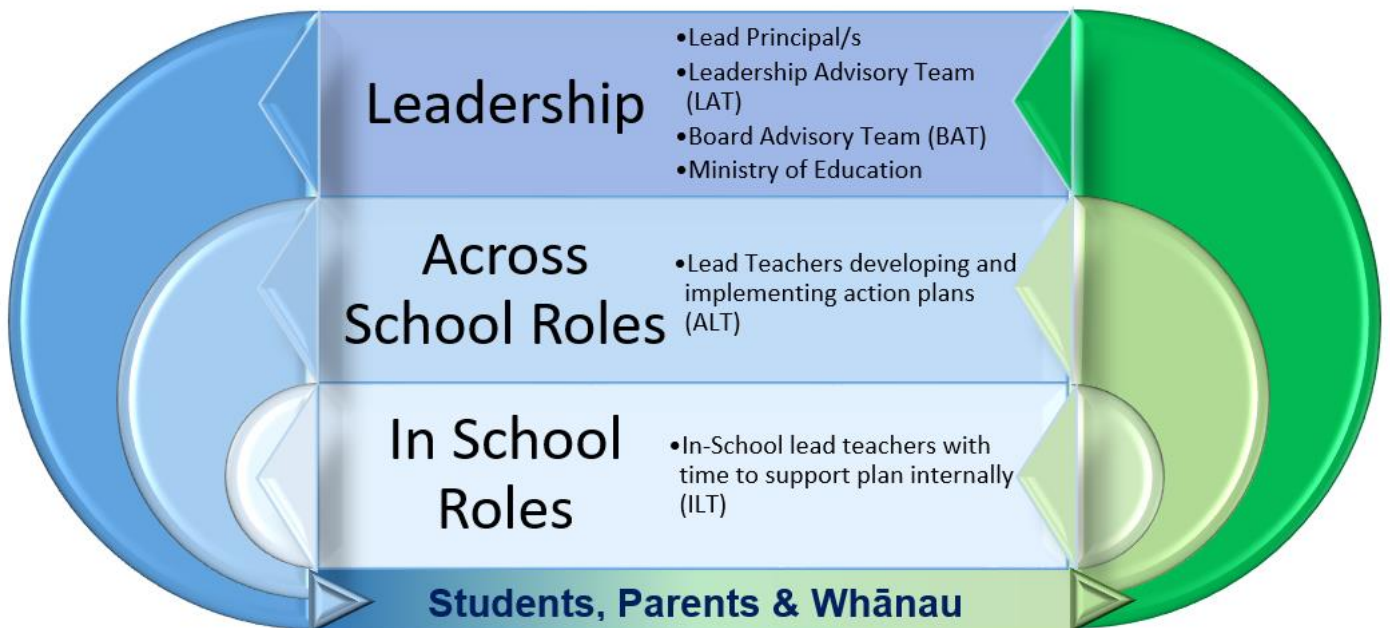 Leadership
•Lead Principal/s
•Leadership Advisory Team
(LAT)
•Board Advisory Team (BAT)
•Ministry of Education
Across
School Roles
•Lead Teachers developing and
implementing action plans
(ALT)
In School
Roles
•In-School lead teachers with
time to support plan internally
(ILT)
Students, Parents & Whānau